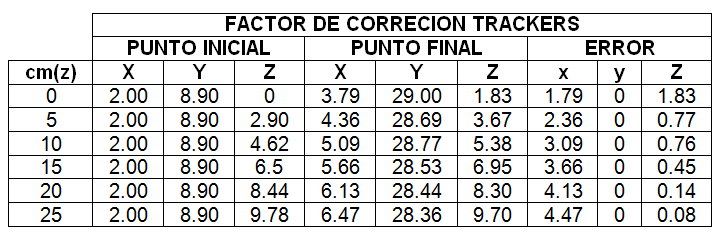 FACTOR DE CORRECION TRACKERS
PUNTO INICIAL PUNTO FINAL ERROR
cm(z) X Y Z X Y Z x y Z
0 2.00 8.90 0 3.79 29.00 1.83 1.79 0 1.83
5 2.00 8.90 2.90 4.36 28.69 3.67 2.36 0 0.77
10 2.00 8.90 4.62 5.09 28.77 5.38 3.09 0 0.76
15 2.00 8.90 6.5 5.66 28.53 6.95 3.66 0 0.45
20 2.00 8.90 8.44 6.13 28.44 8.30 4.13 0 0.14
25 2.00 8.90 9.78 6.47 28.36 9.70 4.47 0 0.08